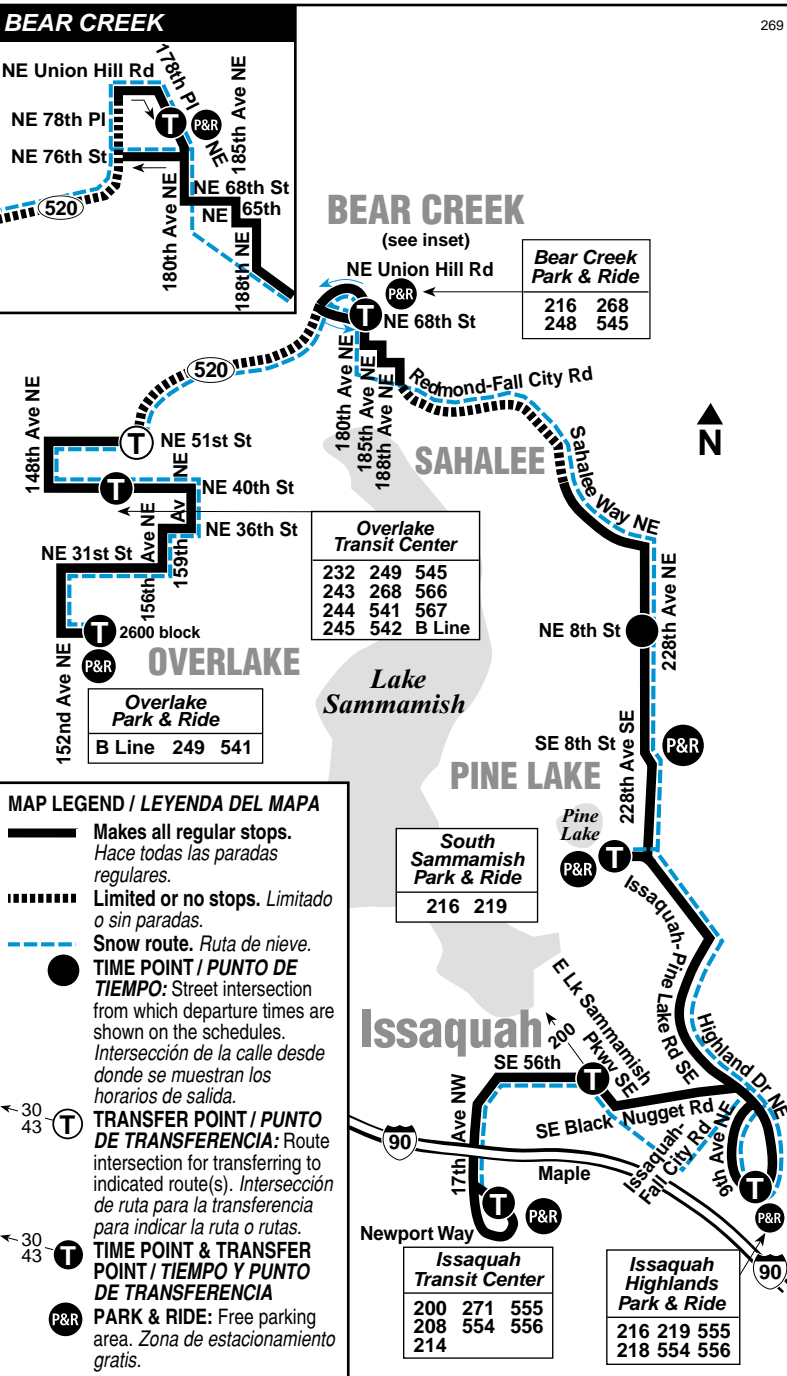 BEAR CREEK
269
NE Union Hill Rd
178th Pl NE
185th Ave NE
NE 78th Pl
T
P&R
NE 76th St
520
180th Ave NE
NE 68th St
NE 65th
188th NE
BEAR CREEK
(see inset)
NE Union Hill Rd
P&R
Bear Creek
Park & Ride
216 268
248 545
T
NE 68th St
520
180th Ave NE
185th Ave NE
188th Ave NE
Redmond-Fall City Rd
N
148th Ave NE
T
NE 51st St
SAHALEE
Sahalee Way NE
T
NE 40th St
159th Av NE
NE 36th St
156th Ave NE
NE 31st St
Overlake
Transit Center
232 249 545
243 268 566
244 541 567
245 542 B Line
228th Ave NE
NE 8th St
T
2600 block
P&R
OVERLAKE
152nd Ave NE
Overlake
Park & Ride
B Line 249 541
Lake
Sammamish
SE 8th St
P&R
228th Ave SE
PINE LAKE
Pine
Lake
P&R
T
South
Sammamish
Park & Ride
216 219
Issaquah-Pine Lake Rd SE
Highland Dr NE
Issaquah
200
E Lk Sammamish
Pkwy SE
SE 56th
T
SE Black Nugget Rd
Issaquah-
Fall City Rd
9th Ave NE
T
P&R
90
17th Ave NW
Maple
T
P&R
Newport Way
90
Issaquah
Transit Center
200 271 555
208 554 556
214
Issaquah
Highlands
Park & Ride
216 219 555
218 554 556
MAP LEGEND / LEYENDA DEL MAPA
Makes all regular stops.
Hace todas las paradas
regulares.
Limited or no stops. Limitado
o sin paradas.
Snow route. Ruta de nieve.
TIME POINT / PUNTO DE
TIEMPO: Street intersection
from which departure times are
shown on the schedules.
Intersección de la calle desde
donde se muestran los
horarios de salida.
30
43
T
TRANSFER POINT / PUNTO
DE TRANSFERENCIA: Route
intersection for transferring to
indicated route(s). Intersección
de ruta para la transferencia
para indicar la ruta o rutas.
30
43
T
TIME POINT & TRANSFER
POINT / TIEMPO Y PUNTO
DE TRANSFERENCIA
P&R
PARK & RIDE: Free parking
area. Zona de estacionamiento
gratis.